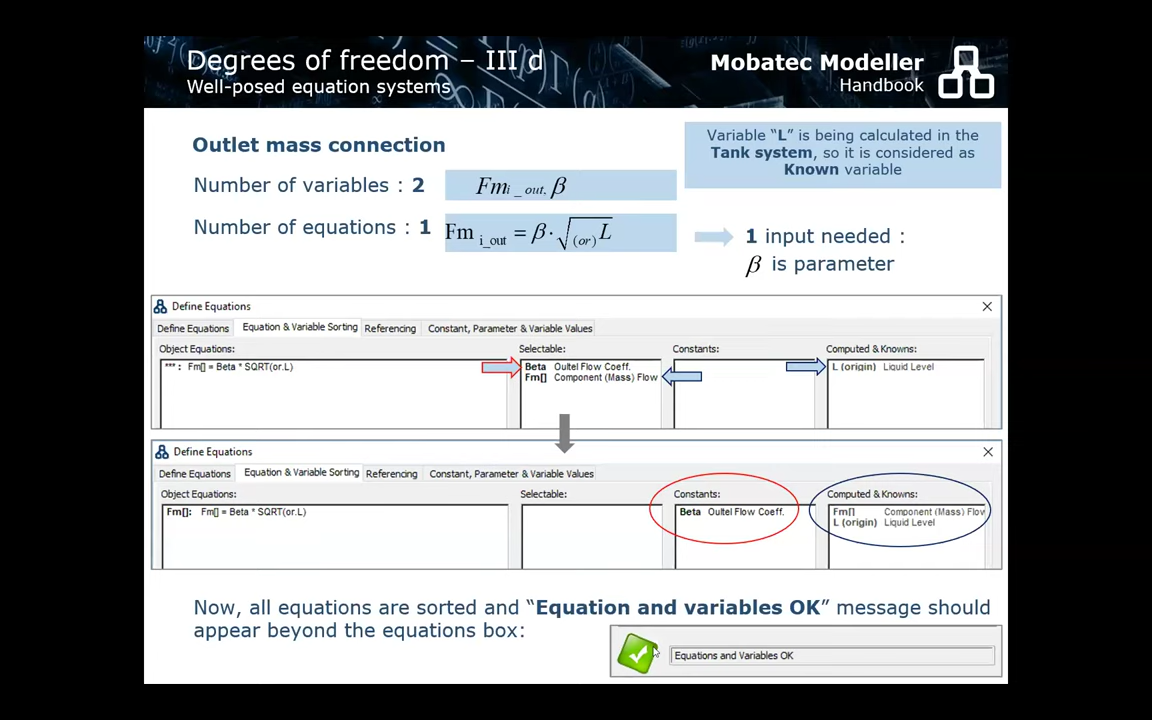 Degrees of freedom – III d
Well-posed equation systems
Mobatec Modeller
Handbook
Outlet mass connection
Variable “L” is being calculated in the
Tank system, so it is considered as
Known variable
Number of variables : 2
Fm i _ out, β
Number of equations : 1
Fm i_out = β · √(or) L
1 input needed :
β is parameter
Define Equations
Define Equations Equation & Variable Sorting Referencing Constant, Parameter & Variable Values
Object Equations: Selectable: Constants: Computed & Knowns:
*** : Fm[] = Beta * SQRT(or.L)
Beta Oultel Flow Coeff.
Fm[] Component (Mass) Flow
L (origin) Liquid Level
Define Equations
Define Equations Equation & Variable Sorting Referencing Constant, Parameter & Variable Values
Object Equations: Selectable: Constants: Computed & Knowns:
Fm[]: Fm[] = Beta * SQRT(or.L)
Beta Oultel Flow Coeff.
Fm[] Component (Mass) Flow
L (origin) Liquid Level
Now, all equations are sorted and “Equation and variables OK” message should
appear beyond the equations box:
Equations and Variables OK